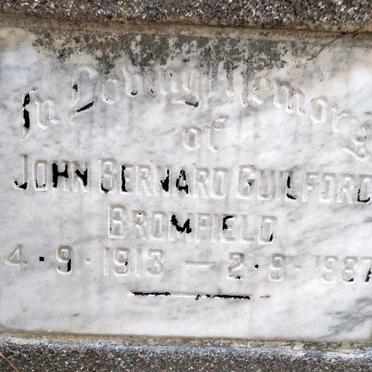 In Loving Memory
of
JOHN BERNARD GUILFORD
BROMFIELD
4 · 9 · 1913 — 2 · 9 · 1987